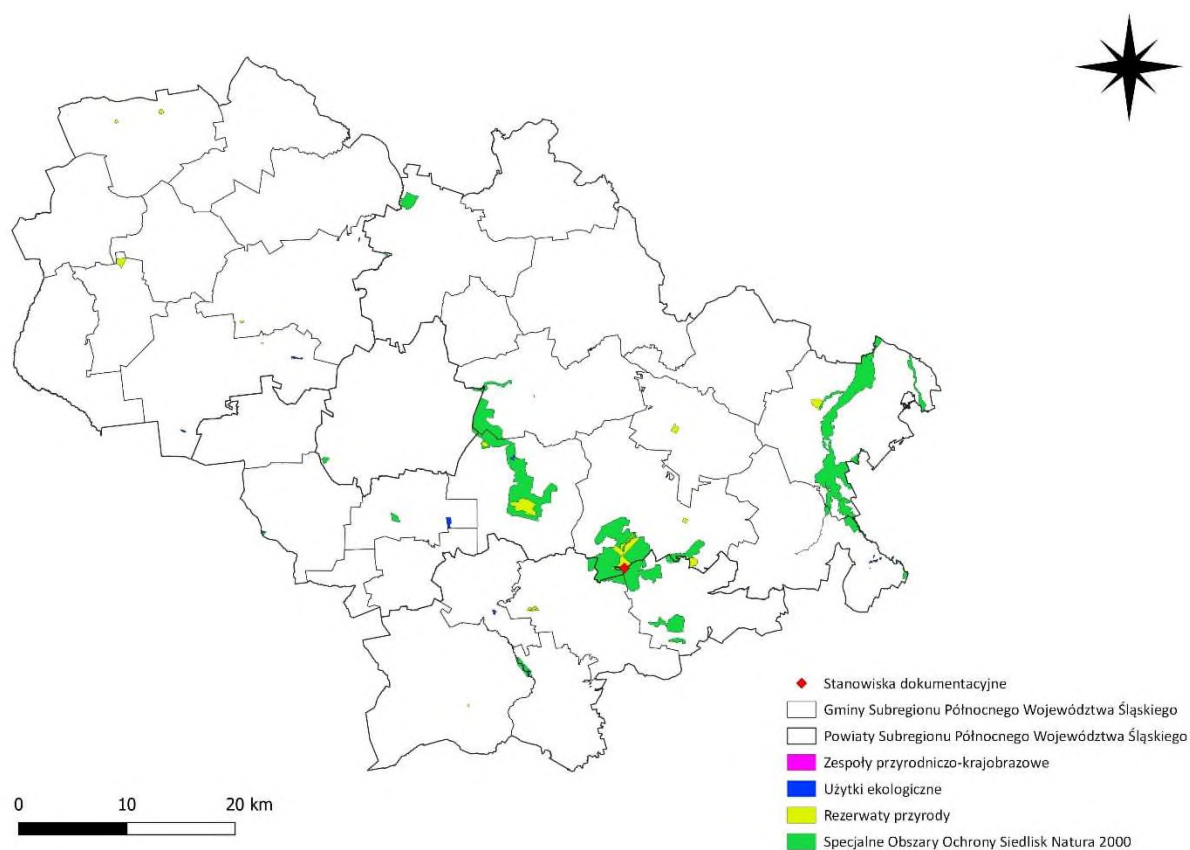 Stanowiska dokumentacyjne
Gminy Subregionu Północnego Województwa Śląskiego
Powiaty Subregionu Północnego Województwa Śląskiego
Zespoły przyrodniczo-krajobrazowe
Użytki ekologiczne
Rezerwaty przyrody
Specjalne Obszary Ochrony Siedlisk Natura 2000
0 10 20 km